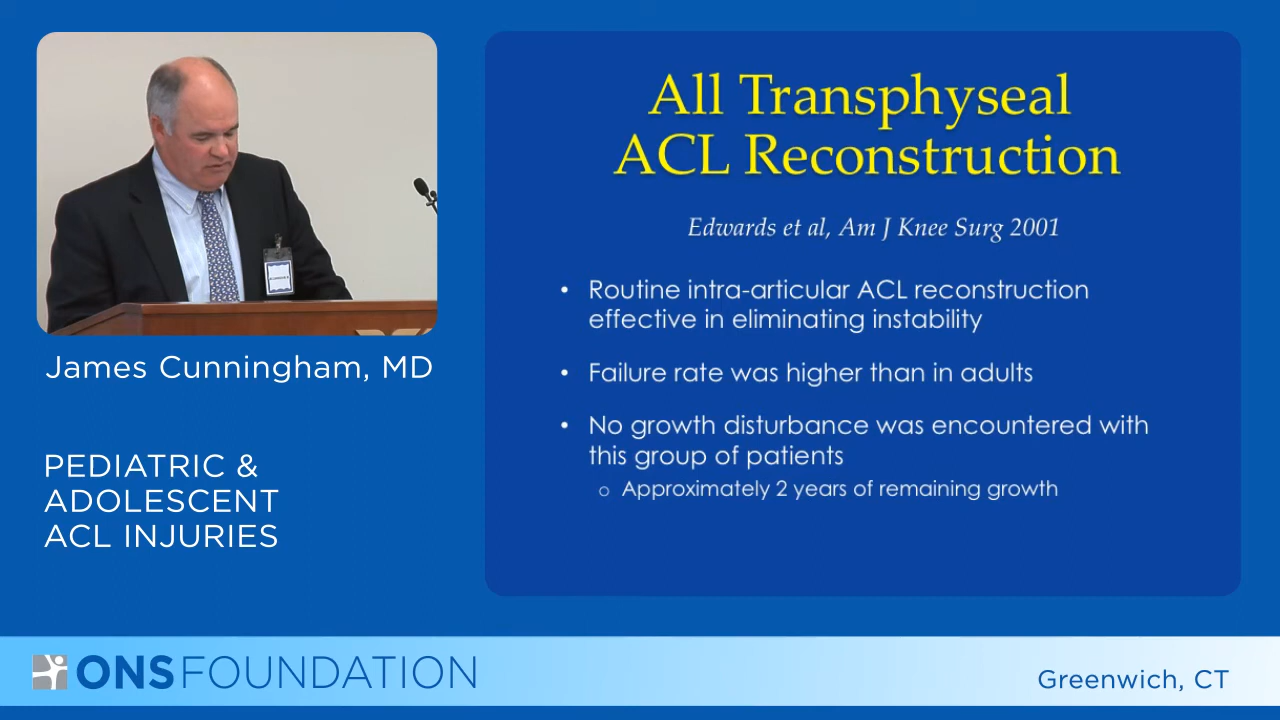 All Transphyseal
ACL Reconstruction
Edwards et al, Am J Knee Surg 2001
• Routine intra-articular ACL reconstruction
effective in eliminating instability
• Failure rate was higher than in adults
• No growth disturbance was encountered with
this group of patients
o Approximately 2 years of remaining growth
James Cunningham, MD
PEDIATRIC &
ADOLESCENT
ACL INJURIES
ONS FOUNDATION
Greenwich, CT